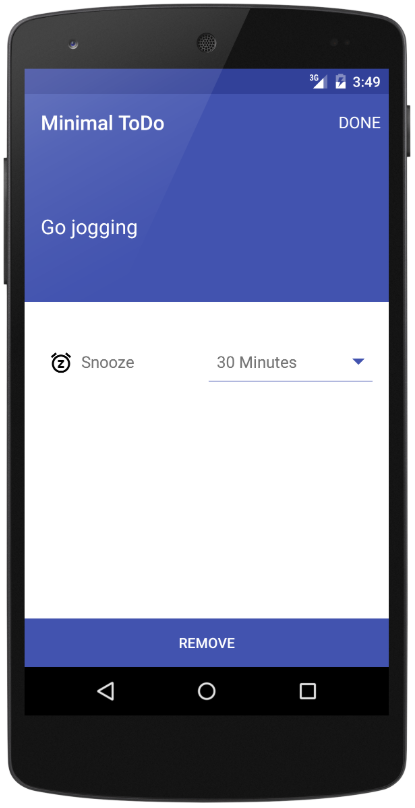 3G 3:49
Minimal ToDo DONE
Go jogging
Snooze 30 Minutes
REMOVE